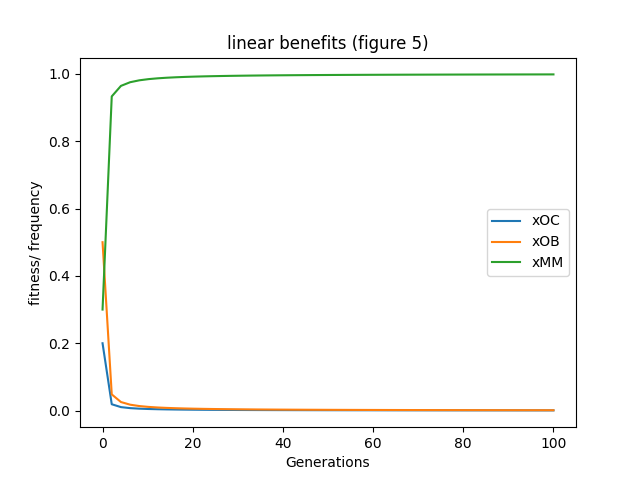 linear benefits (figure 5)
fitness/ frequency
1.0
0.8
0.6
0.4
0.2
0.0
xOC
xOB
xMM
0 20 40 60 80 100
Generations